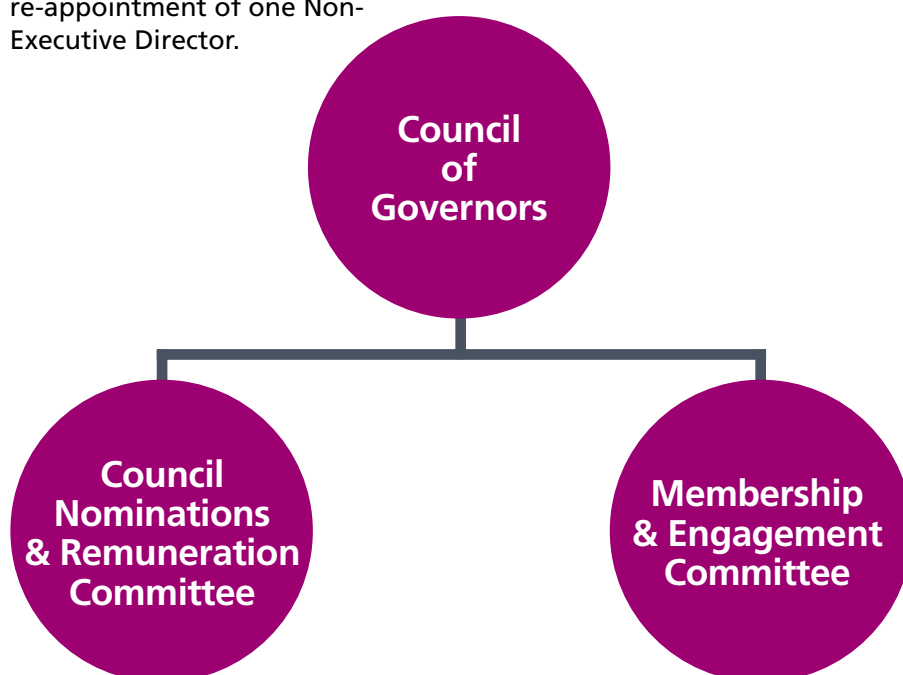 re-appointment of one Non-
Executive Director.
Council
of
Governors
Council
Nominations
& Remuneration
Committee
Membership
& Engagement
Committee